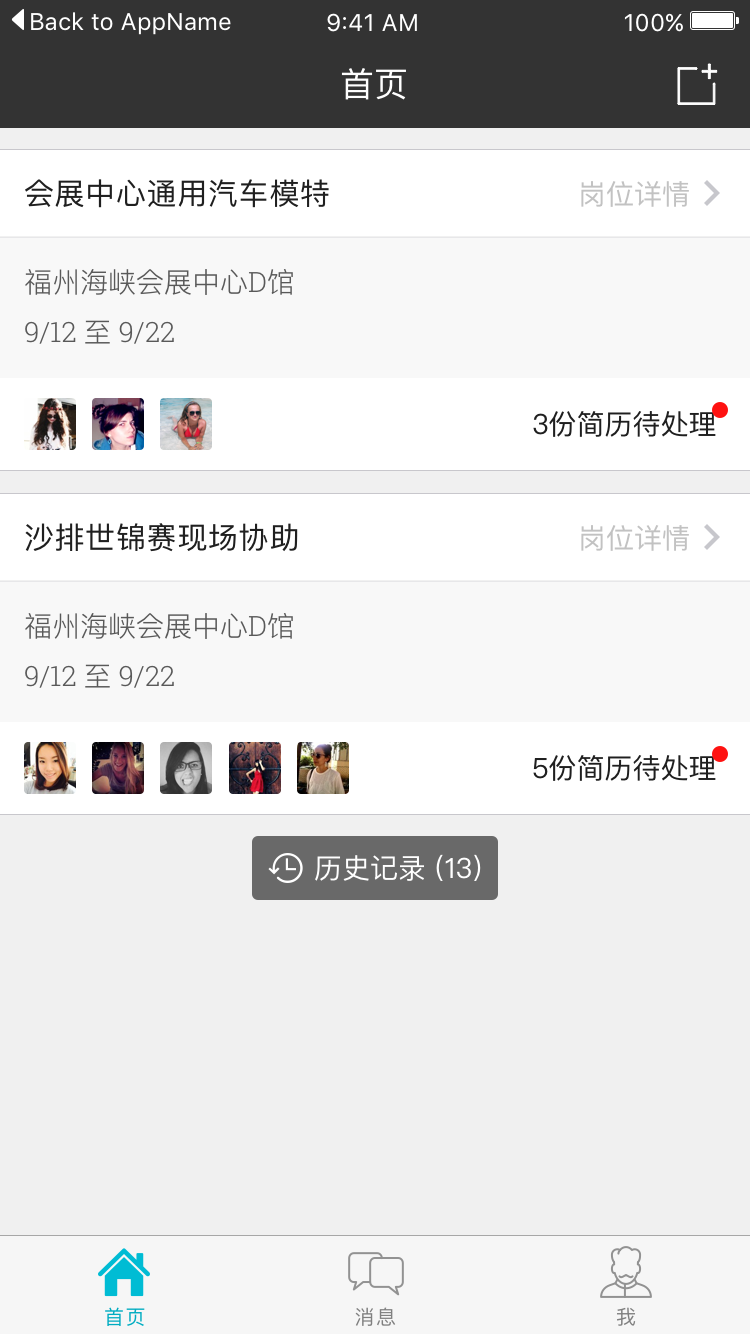 Back to AppName 9:41 AM 100%
首页
会展中心通用汽车模特 岗位详情
福州海峡会展中心D馆
9/12 至 9/22
3份简历待处理
沙排世锦赛现场协助 岗位详情
福州海峡会展中心D馆
9/12 至 9/22
5份简历待处理
历史记录 (13)
首页 消息 我